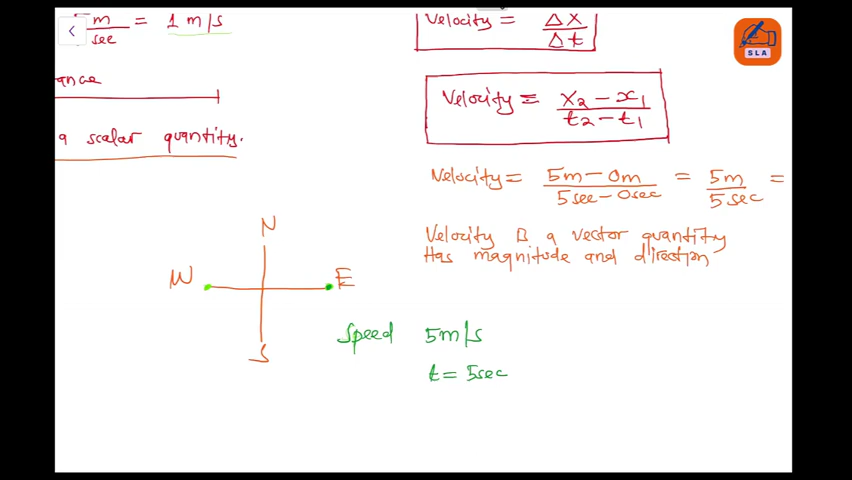 5m/sec = 1 m/s
ance
a scalar quantity.
Velocity = Δx/Δt
Velocity = x2 - x1 / t2 - t1
Velocity = 5m - 0m / 5sec - 0sec = 5m / 5sec =
Velocity is a vector quantity
Has magnitude and direction
N
W
E
S
Speed 5m/s
t = 5sec
SLA